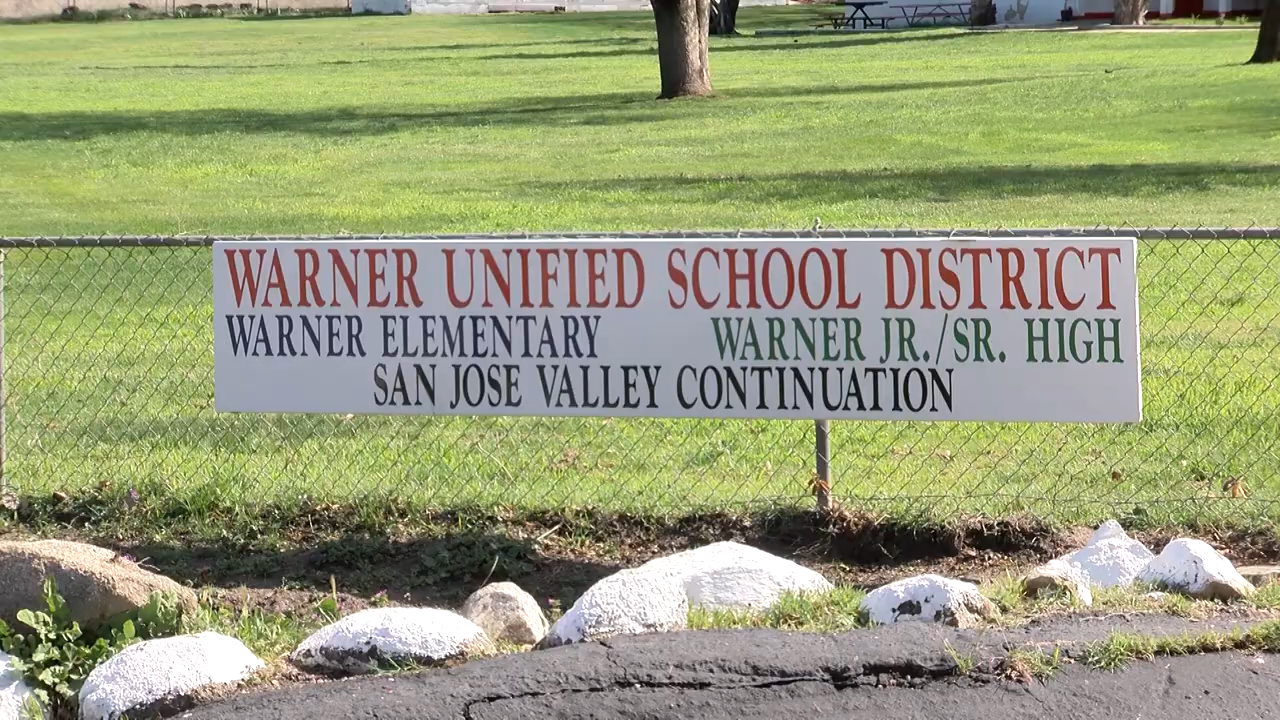 WARNER UNIFIED SCHOOL DISTRICT
WARNER ELEMENTARY WARNER JR./SR. HIGH
SAN JOSE VALLEY CONTINUATION